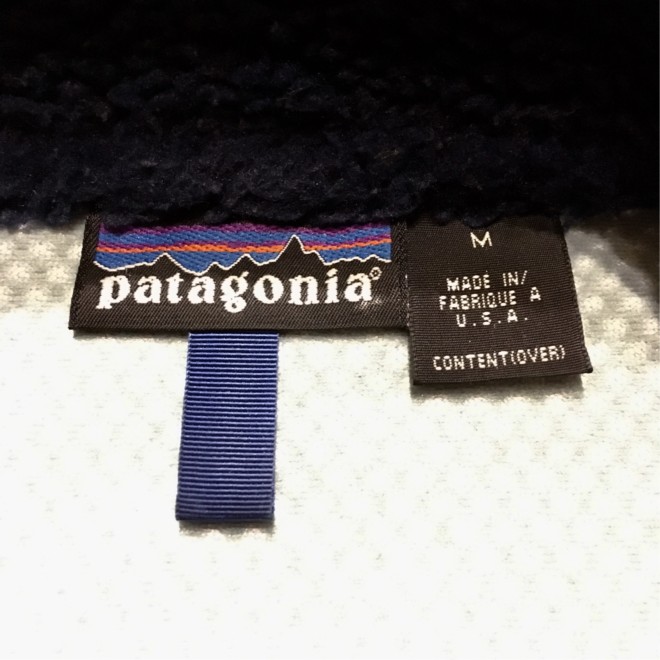 patagonia®
M
MADE IN/
FABRIQUE A
U.S.A.
CONTENT(OVER)